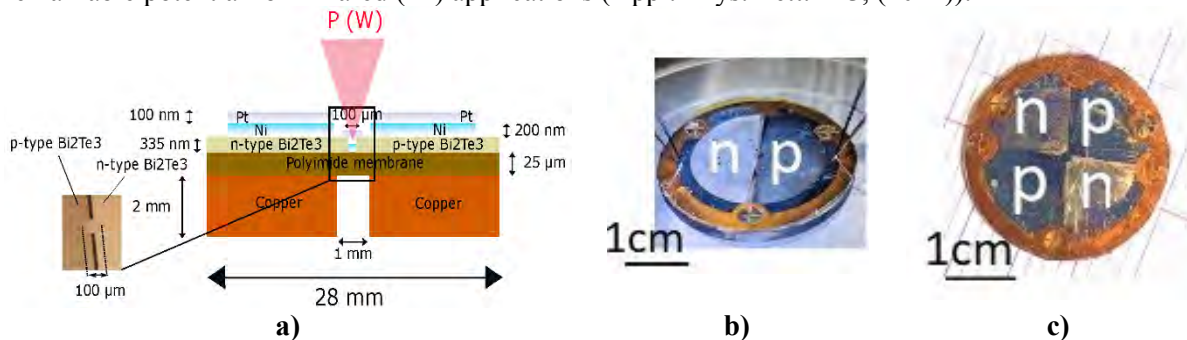 P (W)
100 nm
Pt
100 µm
Pt
Ni
Ni
200 nm
p-type Bi2Te3
335 nm
n-type Bi2Te3
p-type Bi2Te3
n-type Bi2Te3
Polyimide membrane
25 µm
2 mm
Copper
Copper
1 mm
100 µm
28 mm
a)
n p
1cm
b)
n p
p n
1cm
c)